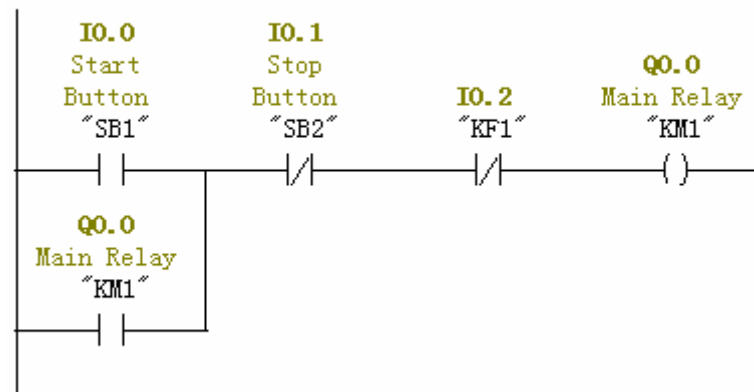 I0.0
Start
Button
"SB1"
I0.1
Stop
Button
"SB2"
I0.2
"KF1"
Q0.0
Main Relay
"KM1"
Q0.0
Main Relay
"KM1"